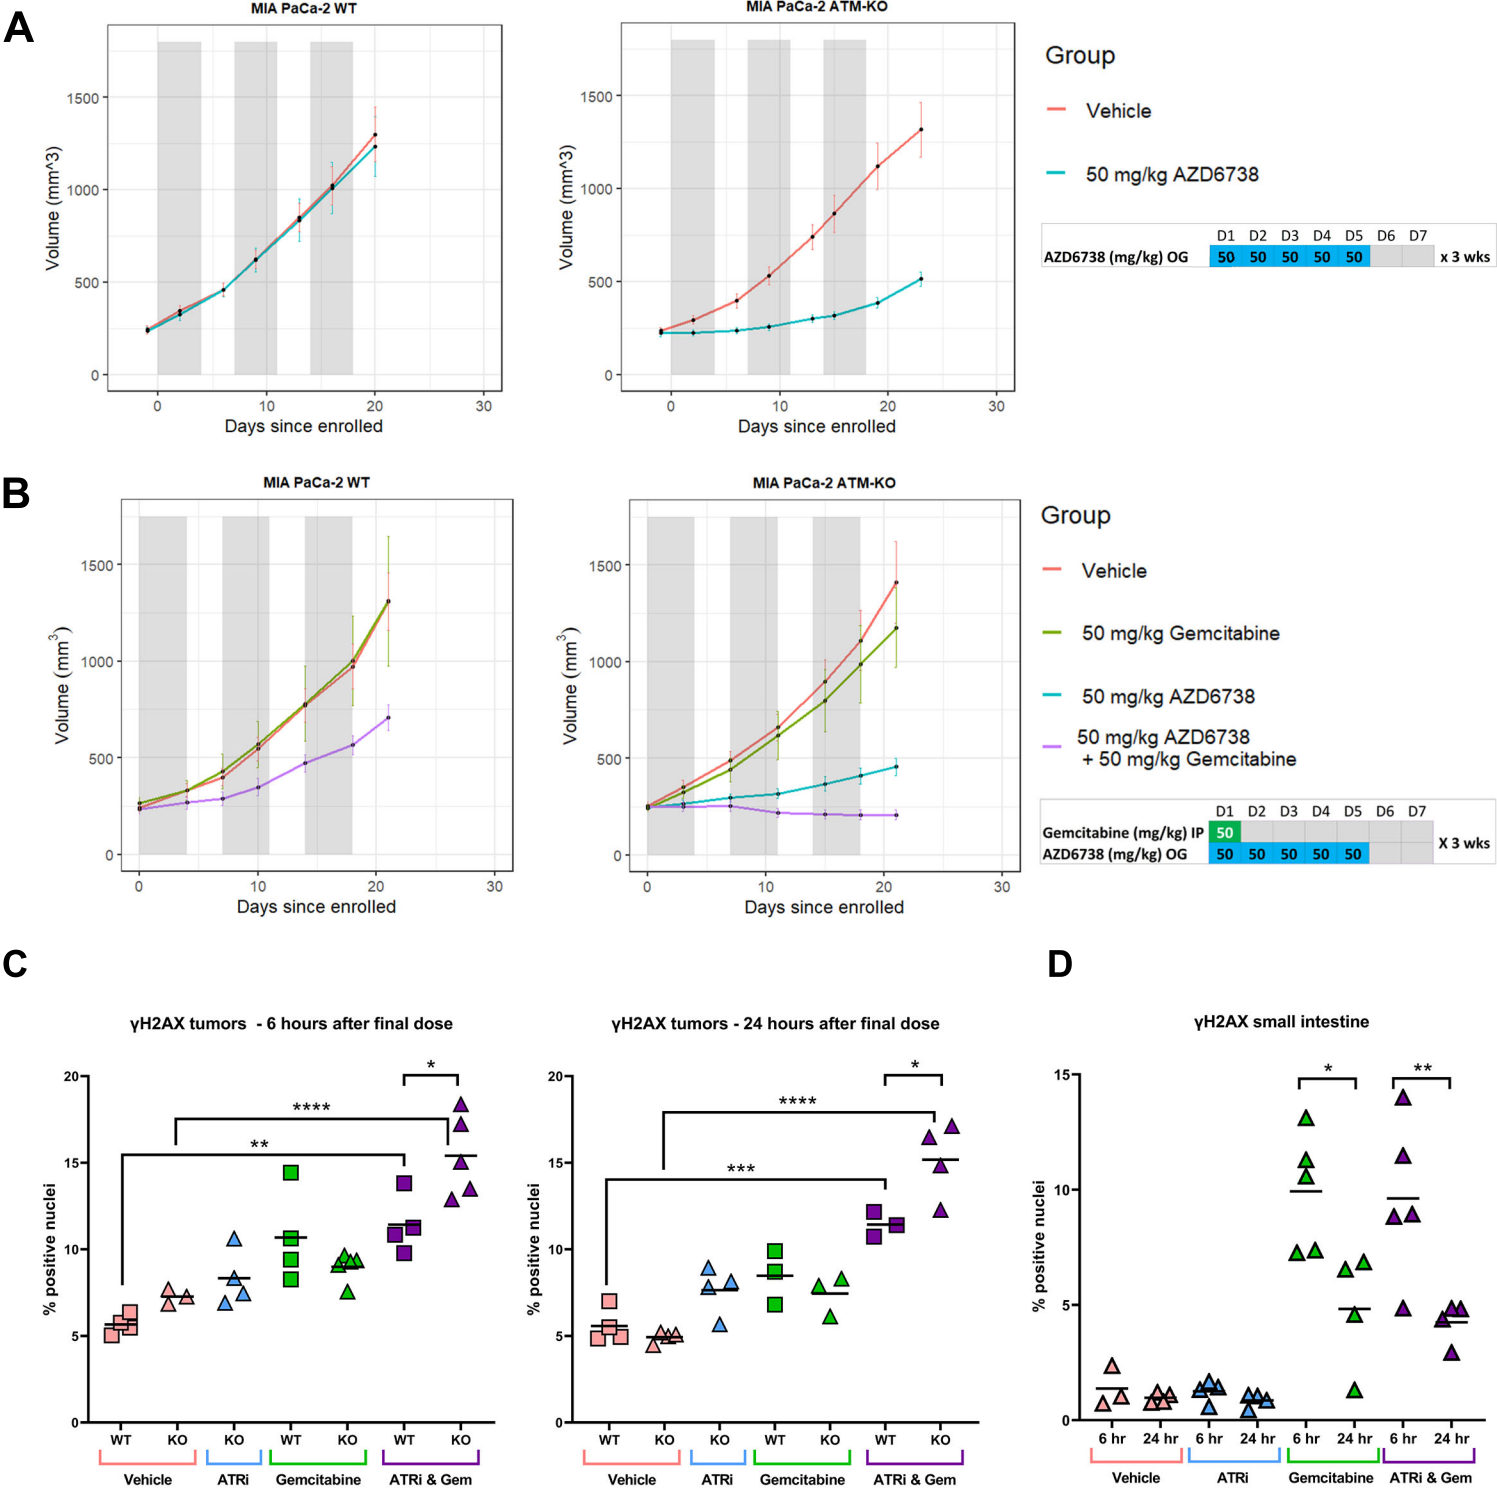 A
MIA PaCa-2 WT
Volume (mm^3)
1500
1000
500
0
0 10 20 30
Days since enrolled
MIA PaCa-2 ATM-KO
Volume (mm^3)
1500
1000
500
0
0 10 20 30
Days since enrolled
Group
Vehicle
50 mg/kg AZD6738
D1 D2 D3 D4 D5 D6 D7
AZD6738 (mg/kg) OG 50 50 50 50 50 x 3 wks
B
MIA PaCa-2 WT
Volume (mm³)
1500
1000
500
0
0 10 20 30
Days since enrolled
MIA PaCa-2 ATM-KO
Volume (mm³)
1500
1000
500
0
0 10 20 30
Days since enrolled
Group
Vehicle
50 mg/kg Gemcitabine
50 mg/kg AZD6738
50 mg/kg AZD6738
+ 50 mg/kg Gemcitabine
D1 D2 D3 D4 D5 D6 D7
Gemcitabine (mg/kg) IP 50
X 3 wks
AZD6738 (mg/kg) OG 50 50 50 50 50
C
γH2AX tumors - 6 hours after final dose
% positive nuclei
20
15
10
5
0
*
****
**
WT KO KO WT KO WT KO
Vehicle ATRi Gemcitabine ATRi & Gem
γH2AX tumors - 24 hours after final dose
% positive nuclei
20
15
10
5
0
*
****
***
WT KO KO WT KO WT KO
Vehicle ATRi Gemcitabine ATRi & Gem
D
γH2AX small intestine
% positive nuclei
15
10
5
0
* **
6 hr 24 hr 6 hr 24 hr 6 hr 24 hr 6 hr 24 hr
Vehicle ATRi Gemcitabine ATRi & Gem